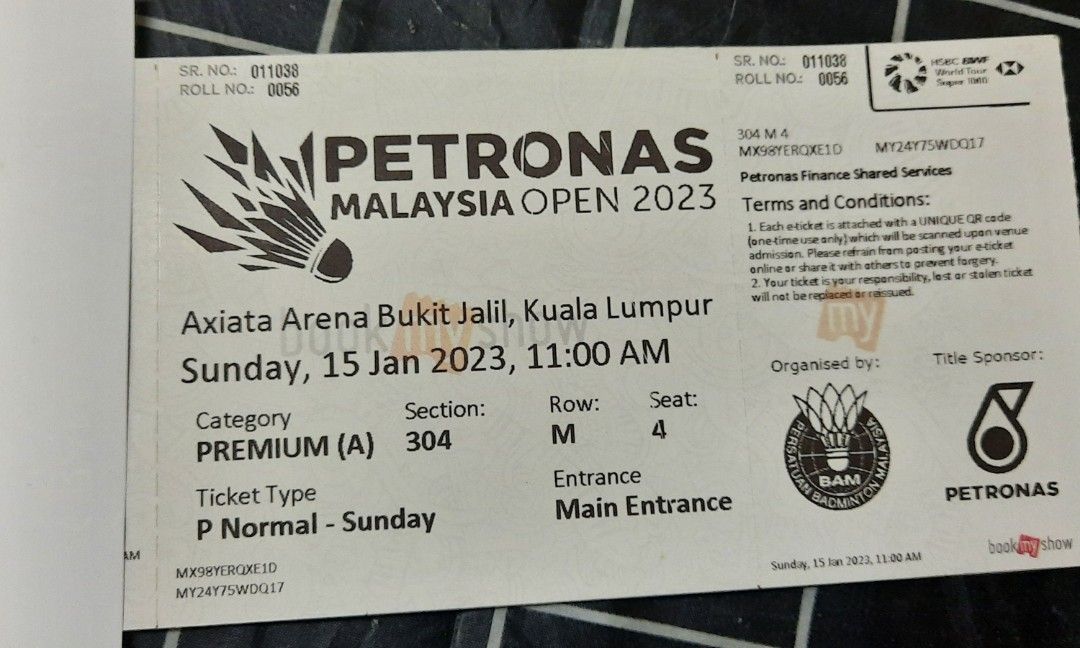 SR. NO.: 011038
ROLL NO.: 0056
PETRONAS
MALAYSIA OPEN 2023
Axiata Arena Bukit Jalil, Kuala Lumpur
Sunday, 15 Jan 2023, 11:00 AM
bookmyshow
Category
PREMIUM (A)
Section:
304
Row:
M
Seat:
4
Ticket Type
P Normal - Sunday
Entrance
Main Entrance
AM
MX98YERQXE1D
MY24Y75WDQ17
SR. NO.: 011038
ROLL NO.: 0056
HSBC BWF
World Tour
Super 1000
304 M 4
MX98YERQXE1D MY24Y75WDQ17
Petronas Finance Shared Services
Terms and Conditions:
1. Each e-ticket is attached with a UNIQUE QR code
(one-time use only) which will be scanned upon venue
admission. Please refrain from posting your e-ticket
online or share it with others to prevent forgery.
2. Your ticket is your responsibility, lost or stolen ticket
will not be replaced or reissued.
my
Organised by:
PERSATUAN BADMINTON MALAYSIA
BAM
Title Sponsor:
PETRONAS
Sunday, 15 Jan 2023, 11:00 AM
bookmyshow